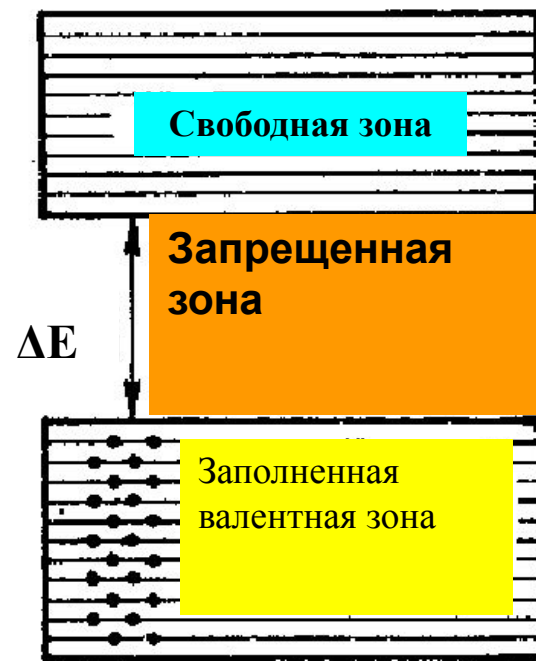 Свободная зона
Запрещенная
зона
ΔE
Заполненная
валентная зона